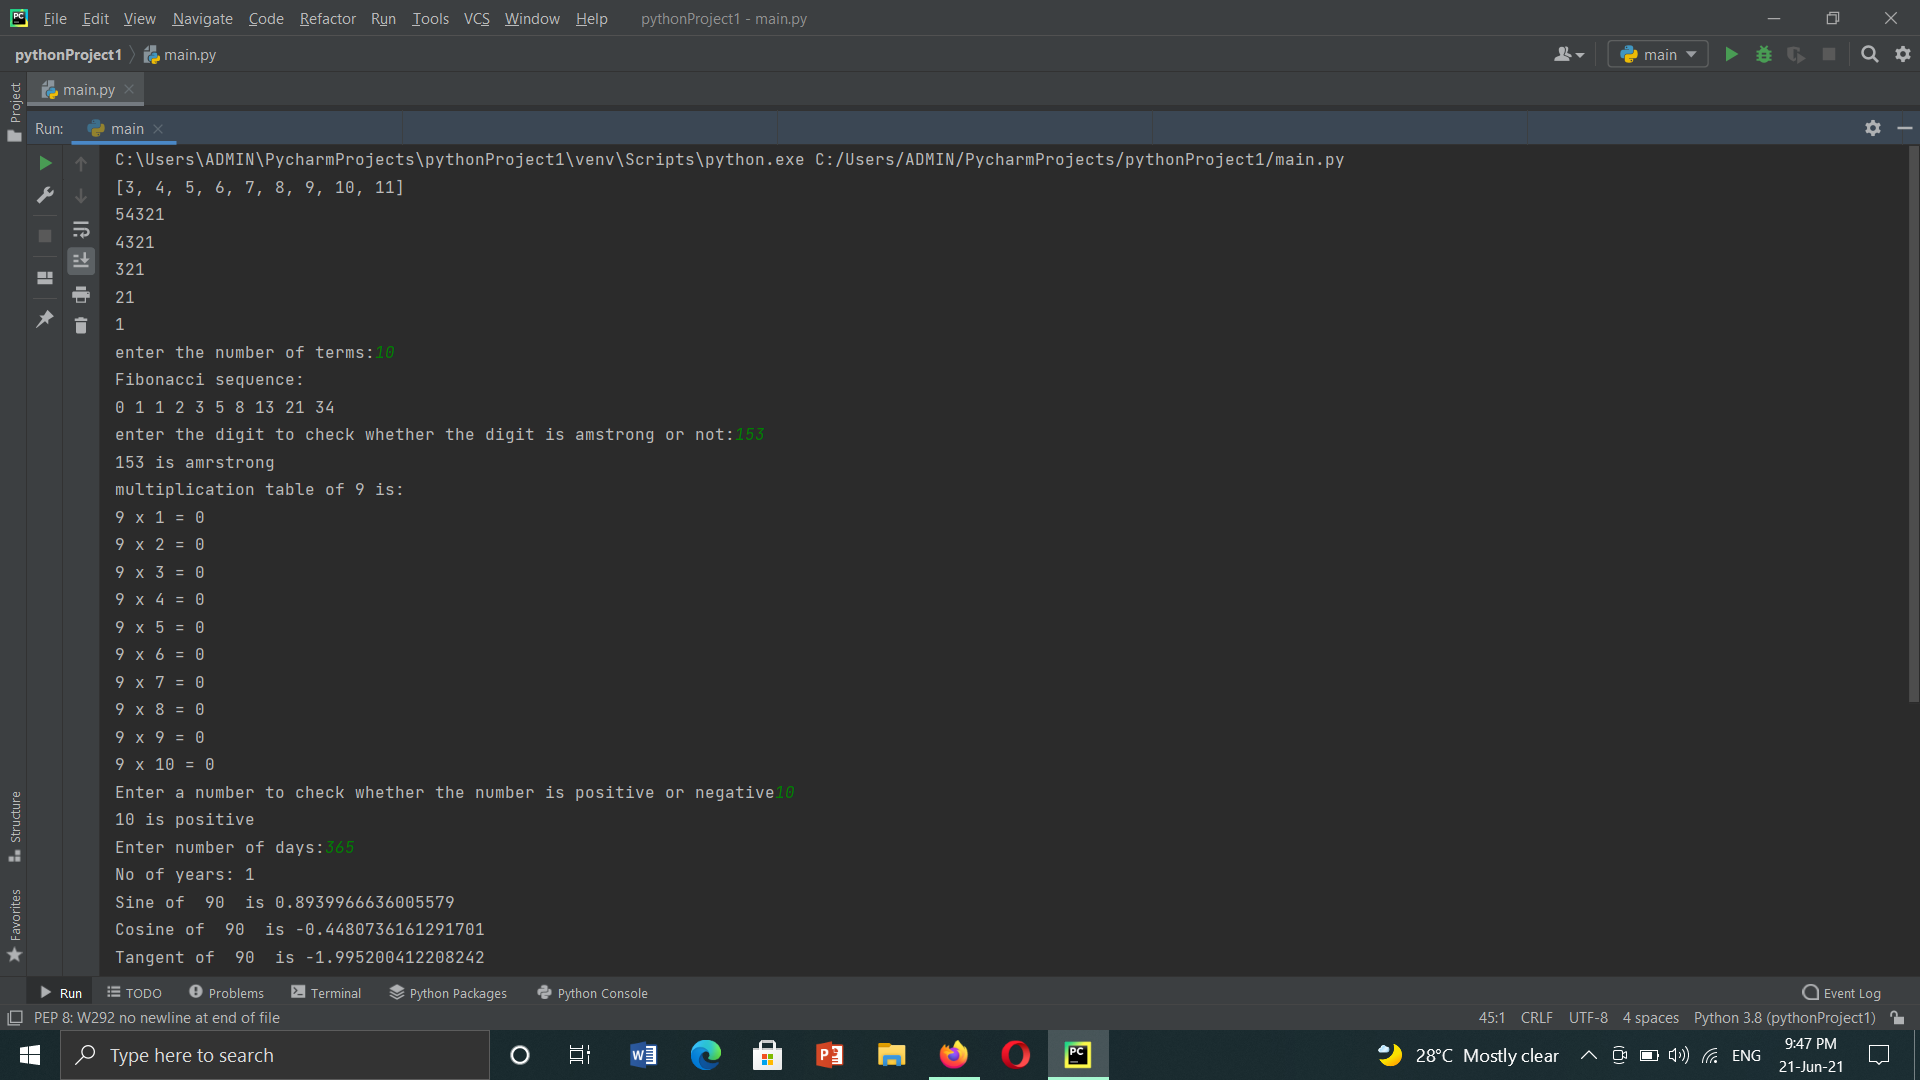 File Edit View Navigate Code Refactor Run Tools VCS Window Help pythonProject1 - main.py
pythonProject1 main.py main
Project
main.py
Run: main
C:\Users\ADMIN\PycharmProjects\pythonProject1\venv\Scripts\python.exe C:/Users/ADMIN/PycharmProjects/pythonProject1/main.py
[3, 4, 5, 6, 7, 8, 9, 10, 11]
54321
4321
321
21
1
enter the number of terms:10
Fibonacci sequence:
0 1 1 2 3 5 8 13 21 34
enter the digit to check whether the digit is amstrong or not:153
153 is amrstrong
multiplication table of 9 is:
9 x 1 = 0
9 x 2 = 0
9 x 3 = 0
9 x 4 = 0
9 x 5 = 0
9 x 6 = 0
9 x 7 = 0
9 x 8 = 0
9 x 9 = 0
9 x 10 = 0
Enter a number to check whether the number is positive or negative10
10 is positive
Enter number of days:365
No of years: 1
Sine of  90  is 0.8939966636005579
Cosine of  90  is -0.4480736161291701
Tangent of  90  is -1.995200412208242
Structure
Favorites
Run TODO Problems Terminal Python Packages Python Console Event Log
PEP 8: W292 no newline at end of file 45:1 CRLF UTF-8 4 spaces Python 3.8 (pythonProject1)
Type here to search 28°C Mostly clear ENG 9:47 PM
21-Jun-21